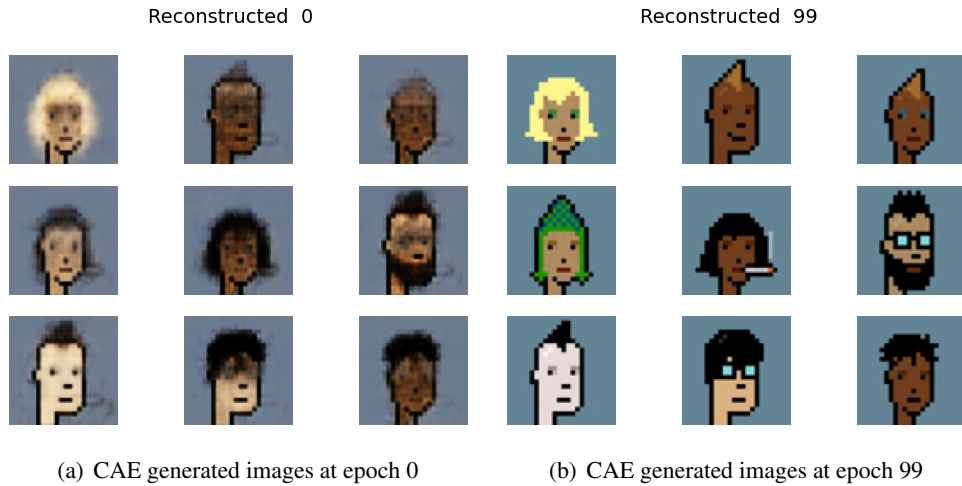 Reconstructed 0
Reconstructed 99
(a) CAE generated images at epoch 0
(b) CAE generated images at epoch 99